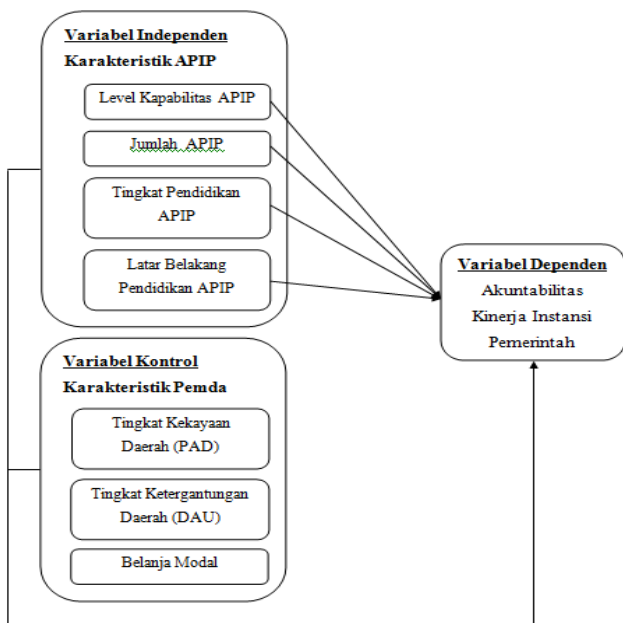 Variabel Independen
Karakteristik APIP
Level Kapabilitas APIP
Jumlah APIP
Tingkat Pendidikan
APIP
Latar Belakang
Pendidikan APIP
Variabel Dependen
Akuntabilitas
Kinerja Instansi
Pemerintah
Variabel Kontrol
Karakteristik Pemda
Tingkat Kekayaan
Daerah (PAD)
Tingkat Ketergantungan
Daerah (DAU)
Belanja Modal